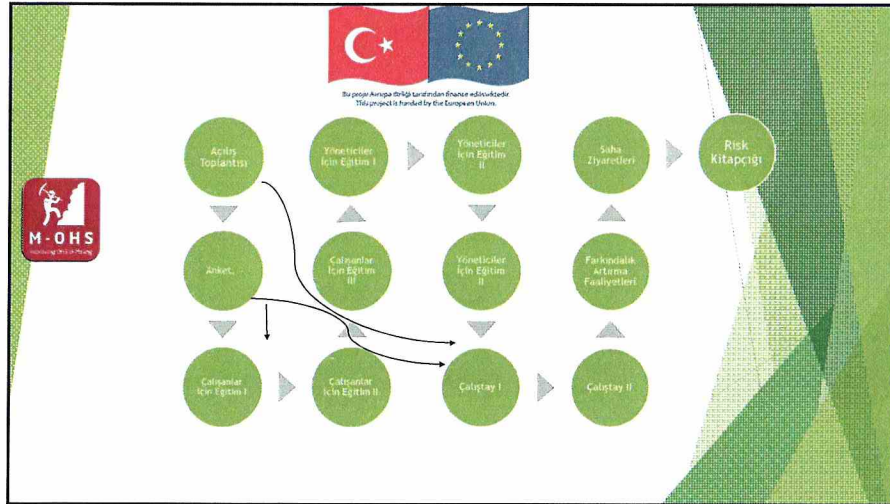 Bu proje Avrupa Birliği tarafından finanse edilmektedir.
This project is funded by the European Union.
Açılış
Toplantısı
Yöneticiler
İçin Eğitim I
Yöneticiler
İçin Eğitim
II
Saha
Ziyaretleri
Risk
Kitapçığı
M-OHS
Anket,
Çalışanlar
İçin Eğitim
III
Yöneticiler
İçin Eğitim
II
Farkındalık
Artırma
Faaliyetleri
Çalışanlar
İçin Eğitim I
Çalışanlar
İçin Eğitim II
Çalıştay I
Çalıştay II